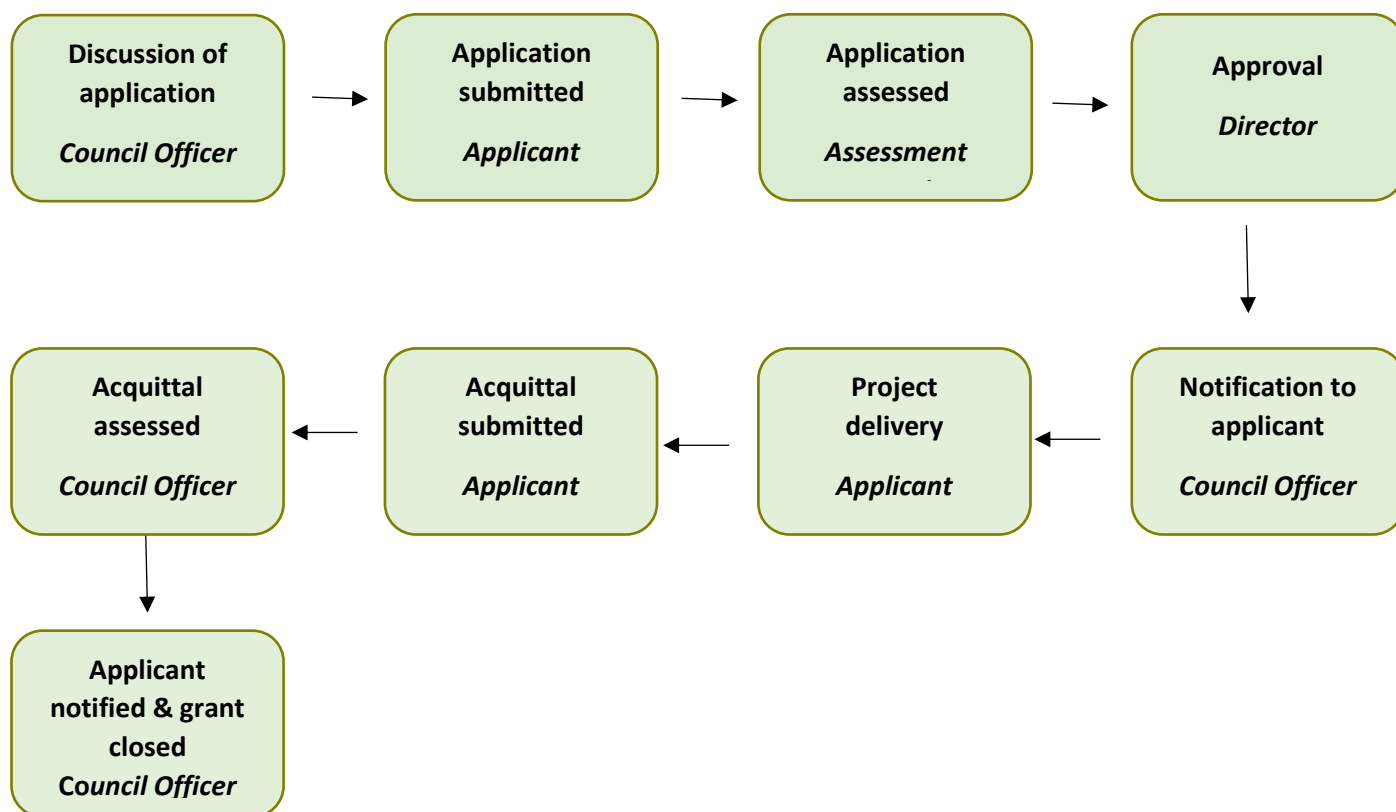 Discussion of
application
Council Officer
Application
submitted
Applicant
Application
assessed
Assessment
Approval
Director
Notification to
applicant
Council Officer
Project
delivery
Applicant
Acquittal
submitted
Applicant
Acquittal
assessed
Council Officer
Applicant
notified & grant
closed
Council Officer